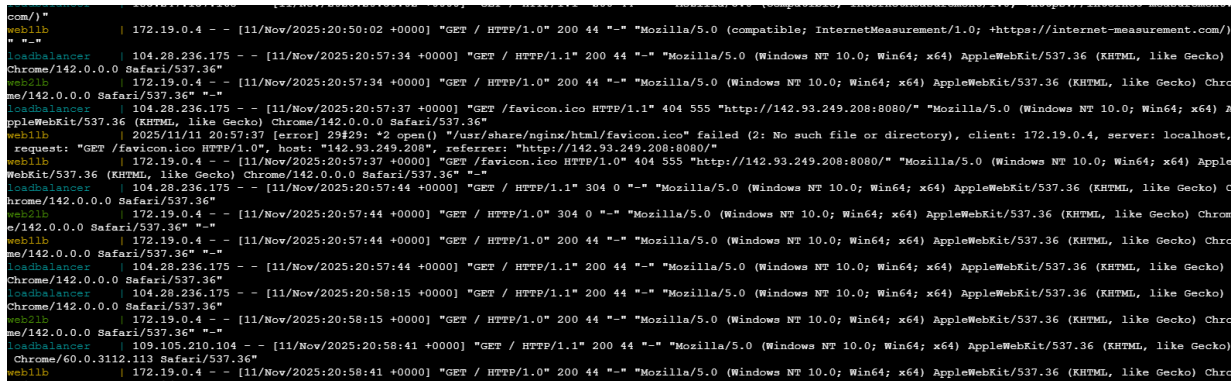 com/)"
web1lb | 172.19.0.4 - - [11/Nov/2025:20:50:02 +0000] "GET / HTTP/1.0" 200 44 "-" "Mozilla/5.0 (compatible; InternetMeasurement/1.0; +https://internet-measurement.com/)
" "-"
loadbalancer | 104.28.236.175 - - [11/Nov/2025:20:57:34 +0000] "GET / HTTP/1.1" 200 44 "-" "Mozilla/5.0 (Windows NT 10.0; Win64; x64) AppleWebKit/537.36 (KHTML, like Gecko)
Chrome/142.0.0.0 Safari/537.36"
web2lb | 172.19.0.4 - - [11/Nov/2025:20:57:34 +0000] "GET / HTTP/1.0" 200 44 "-" "Mozilla/5.0 (Windows NT 10.0; Win64; x64) AppleWebKit/537.36 (KHTML, like Gecko) Chro
me/142.0.0.0 Safari/537.36" "-"
loadbalancer | 104.28.236.175 - - [11/Nov/2025:20:57:37 +0000] "GET /favicon.ico HTTP/1.1" 404 555 "http://142.93.249.208:8080/" "Mozilla/5.0 (Windows NT 10.0; Win64; x64) A
ppleWebKit/537.36 (KHTML, like Gecko) Chrome/142.0.0.0 Safari/537.36"
web1lb | 2025/11/11 20:57:37 [error] 29#29: *2 open() "/usr/share/nginx/html/favicon.ico" failed (2: No such file or directory), client: 172.19.0.4, server: localhost,
request: "GET /favicon.ico HTTP/1.0", host: "142.93.249.208", referrer: "http://142.93.249.208:8080/"
web1lb | 172.19.0.4 - - [11/Nov/2025:20:57:37 +0000] "GET /favicon.ico HTTP/1.0" 404 555 "http://142.93.249.208:8080/" "Mozilla/5.0 (Windows NT 10.0; Win64; x64) Apple
WebKit/537.36 (KHTML, like Gecko) Chrome/142.0.0.0 Safari/537.36" "-"
loadbalancer | 104.28.236.175 - - [11/Nov/2025:20:57:44 +0000] "GET / HTTP/1.1" 304 0 "-" "Mozilla/5.0 (Windows NT 10.0; Win64; x64) AppleWebKit/537.36 (KHTML, like Gecko) C
hrome/142.0.0.0 Safari/537.36"
web2lb | 172.19.0.4 - - [11/Nov/2025:20:57:44 +0000] "GET / HTTP/1.0" 304 0 "-" "Mozilla/5.0 (Windows NT 10.0; Win64; x64) AppleWebKit/537.36 (KHTML, like Gecko) Chrom
e/142.0.0.0 Safari/537.36" "-"
web1lb | 172.19.0.4 - - [11/Nov/2025:20:57:44 +0000] "GET / HTTP/1.0" 200 44 "-" "Mozilla/5.0 (Windows NT 10.0; Win64; x64) AppleWebKit/537.36 (KHTML, like Gecko) Chro
me/142.0.0.0 Safari/537.36" "-"
loadbalancer | 104.28.236.175 - - [11/Nov/2025:20:57:44 +0000] "GET / HTTP/1.1" 200 44 "-" "Mozilla/5.0 (Windows NT 10.0; Win64; x64) AppleWebKit/537.36 (KHTML, like Gecko)
Chrome/142.0.0.0 Safari/537.36"
loadbalancer | 104.28.236.175 - - [11/Nov/2025:20:58:15 +0000] "GET / HTTP/1.1" 200 44 "-" "Mozilla/5.0 (Windows NT 10.0; Win64; x64) AppleWebKit/537.36 (KHTML, like Gecko)
Chrome/142.0.0.0 Safari/537.36"
web2lb | 172.19.0.4 - - [11/Nov/2025:20:58:15 +0000] "GET / HTTP/1.0" 200 44 "-" "Mozilla/5.0 (Windows NT 10.0; Win64; x64) AppleWebKit/537.36 (KHTML, like Gecko) Chro
me/142.0.0.0 Safari/537.36" "-"
loadbalancer | 109.105.210.104 - - [11/Nov/2025:20:58:41 +0000] "GET / HTTP/1.1" 200 44 "-" "Mozilla/5.0 (Windows NT 10.0; Win64; x64) AppleWebKit/537.36 (KHTML, like Gecko)
Chrome/60.0.3112.113 Safari/537.36"
web1lb | 172.19.0.4 - - [11/Nov/2025:20:58:41 +0000] "GET / HTTP/1.0" 200 44 "-" "Mozilla/5.0 (Windows NT 10.0; Win64; x64) AppleWebKit/537.36 (KHTML, like Gecko) Chro